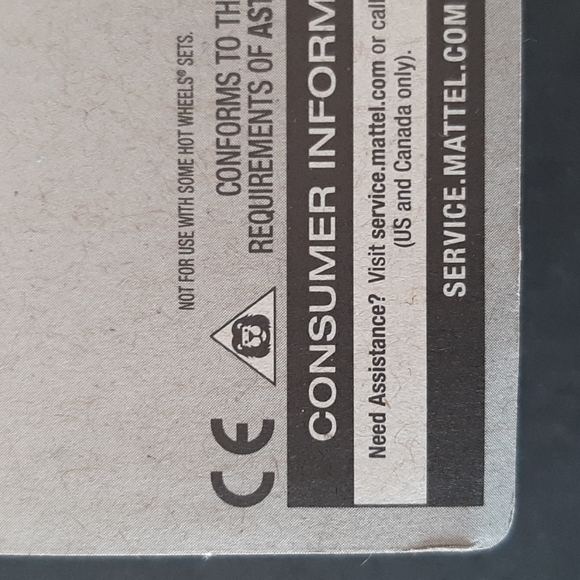 NOT FOR USE WITH SOME HOT WHEELS® SETS.
CONFORMS TO TH
REQUIREMENTS OF AST
CE
CONSUMER INFORM
Need Assistance? Visit service.mattel.com or call
(US and Canada only).
SERVICE.MATTEL.COM